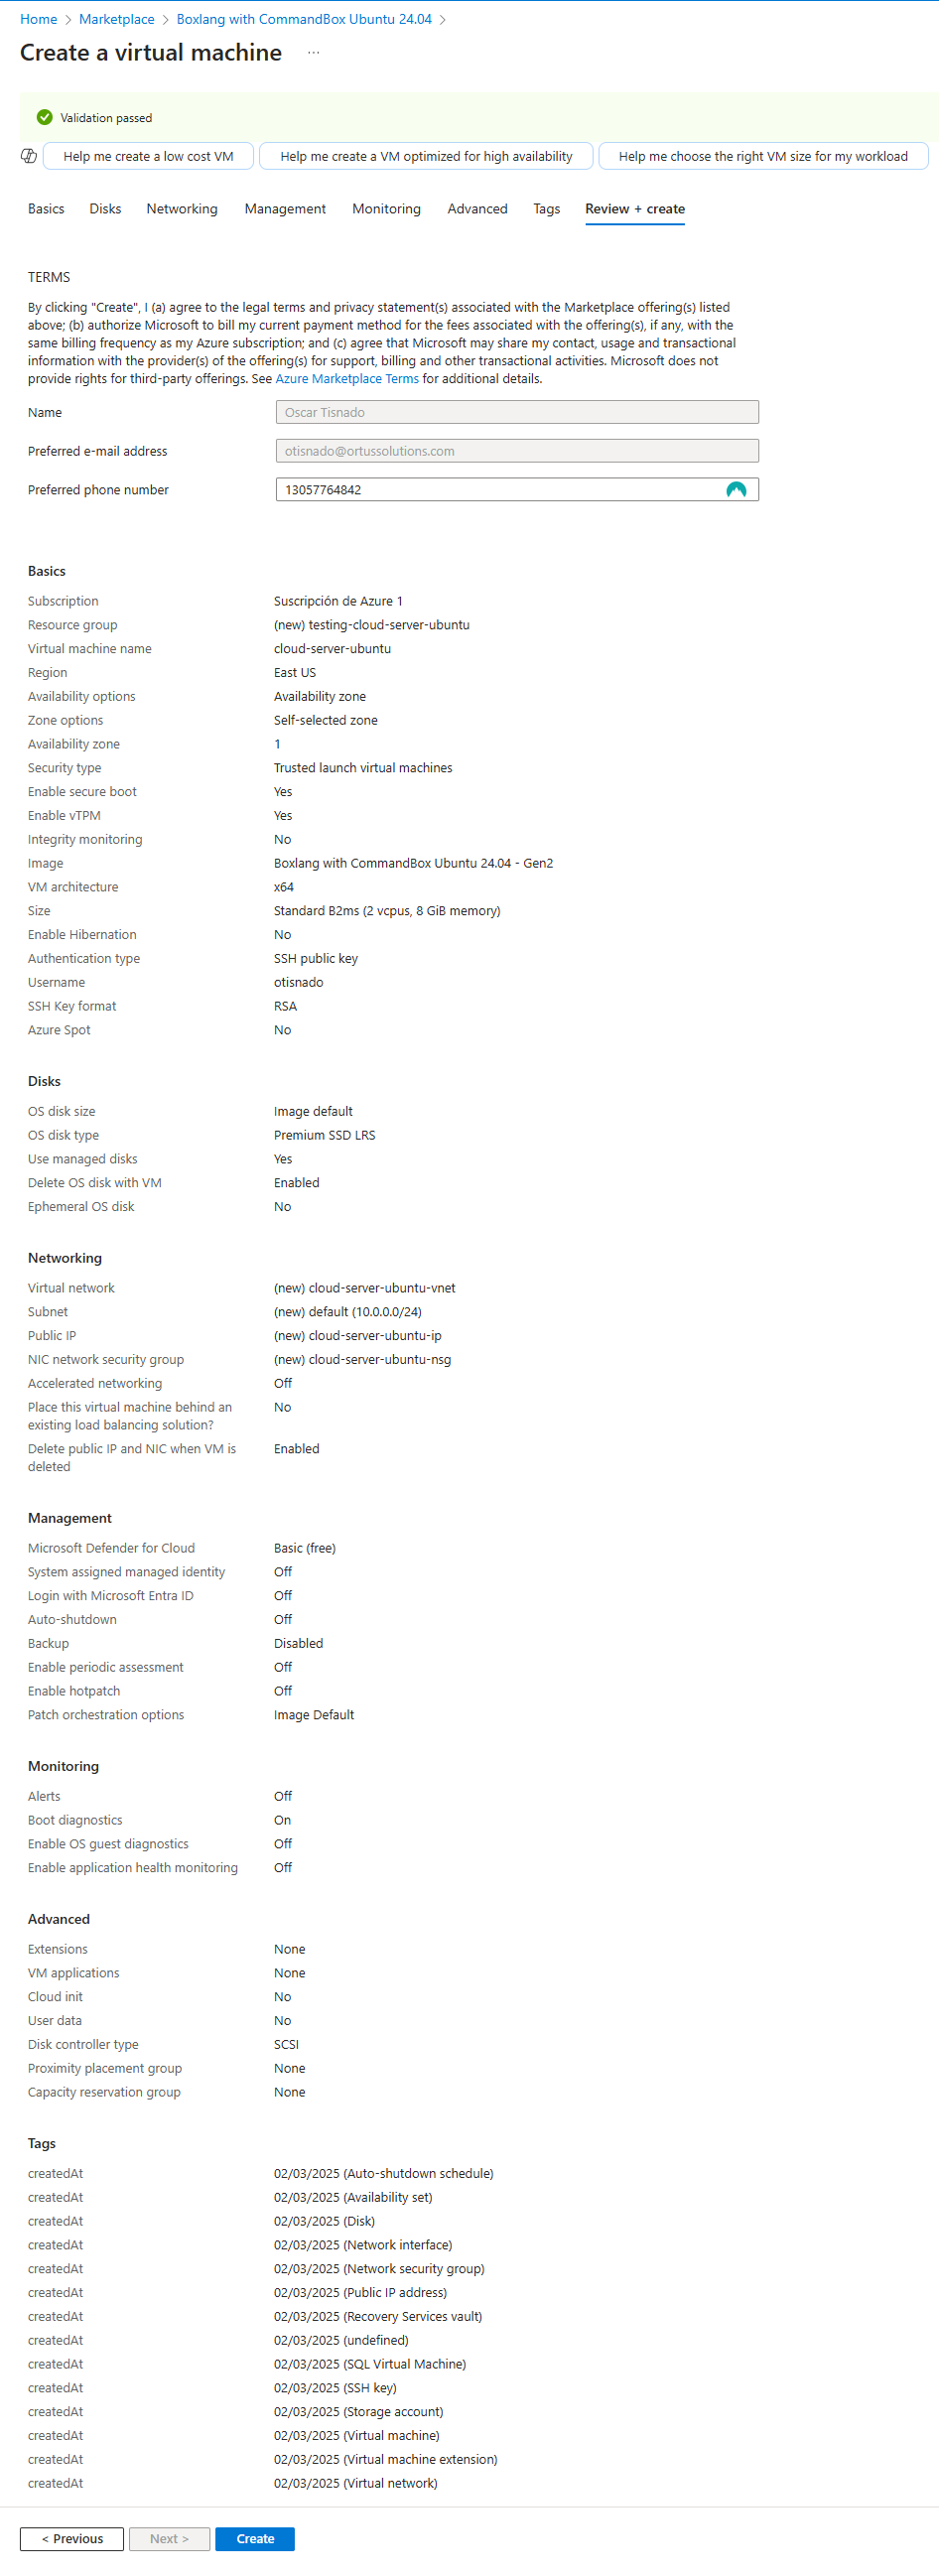 Home > Marketplace > Boxlang with CommandBox Ubuntu 24.04 >
Create a virtual machine ...
Validation passed
Help me create a low cost VM Help me create a VM optimized for high availability Help me choose the right VM size for my workload
Basics Disks Networking Management Monitoring Advanced Tags Review + create
TERMS
By clicking "Create", I (a) agree to the legal terms and privacy statement(s) associated with the Marketplace offering(s) listed
above; (b) authorize Microsoft to bill my current payment method for the fees associated with the offering(s), if any, with the
same billing frequency as my Azure subscription; and (c) agree that Microsoft may share my contact, usage and transactional
information with the provider(s) of the offering(s) for support, billing and other transactional activities. Microsoft does not
provide rights for third-party offerings. See Azure Marketplace Terms for additional details.
Name Oscar Tisnado
Preferred e-mail address otisnado@ortussolutions.com
Preferred phone number 13057764842
Basics
Subscription Suscripción de Azure 1
Resource group (new) testing-cloud-server-ubuntu
Virtual machine name cloud-server-ubuntu
Region East US
Availability options Availability zone
Zone options Self-selected zone
Availability zone 1
Security type Trusted launch virtual machines
Enable secure boot Yes
Enable vTPM Yes
Integrity monitoring No
Image Boxlang with CommandBox Ubuntu 24.04 - Gen2
VM architecture x64
Size Standard B2ms (2 vcpus, 8 GiB memory)
Enable Hibernation No
Authentication type SSH public key
Username otisnado
SSH Key format RSA
Azure Spot No
Disks
OS disk size Image default
OS disk type Premium SSD LRS
Use managed disks Yes
Delete OS disk with VM Enabled
Ephemeral OS disk No
Networking
Virtual network (new) cloud-server-ubuntu-vnet
Subnet (new) default (10.0.0.0/24)
Public IP (new) cloud-server-ubuntu-ip
NIC network security group (new) cloud-server-ubuntu-nsg
Accelerated networking Off
Place this virtual machine behind an No
existing load balancing solution?
Delete public IP and NIC when VM is Enabled
deleted
Management
Microsoft Defender for Cloud Basic (free)
System assigned managed identity Off
Login with Microsoft Entra ID Off
Auto-shutdown Off
Backup Disabled
Enable periodic assessment Off
Enable hotpatch Off
Patch orchestration options Image Default
Monitoring
Alerts Off
Boot diagnostics On
Enable OS guest diagnostics Off
Enable application health monitoring Off
Advanced
Extensions None
VM applications None
Cloud init No
User data No
Disk controller type SCSI
Proximity placement group None
Capacity reservation group None
Tags
createdAt 02/03/2025 (Auto-shutdown schedule)
createdAt 02/03/2025 (Availability set)
createdAt 02/03/2025 (Disk)
createdAt 02/03/2025 (Network interface)
createdAt 02/03/2025 (Network security group)
createdAt 02/03/2025 (Public IP address)
createdAt 02/03/2025 (Recovery Services vault)
createdAt 02/03/2025 (undefined)
createdAt 02/03/2025 (SQL Virtual Machine)
createdAt 02/03/2025 (SSH key)
createdAt 02/03/2025 (Storage account)
createdAt 02/03/2025 (Virtual machine)
createdAt 02/03/2025 (Virtual machine extension)
createdAt 02/03/2025 (Virtual network)
< Previous Next > Create